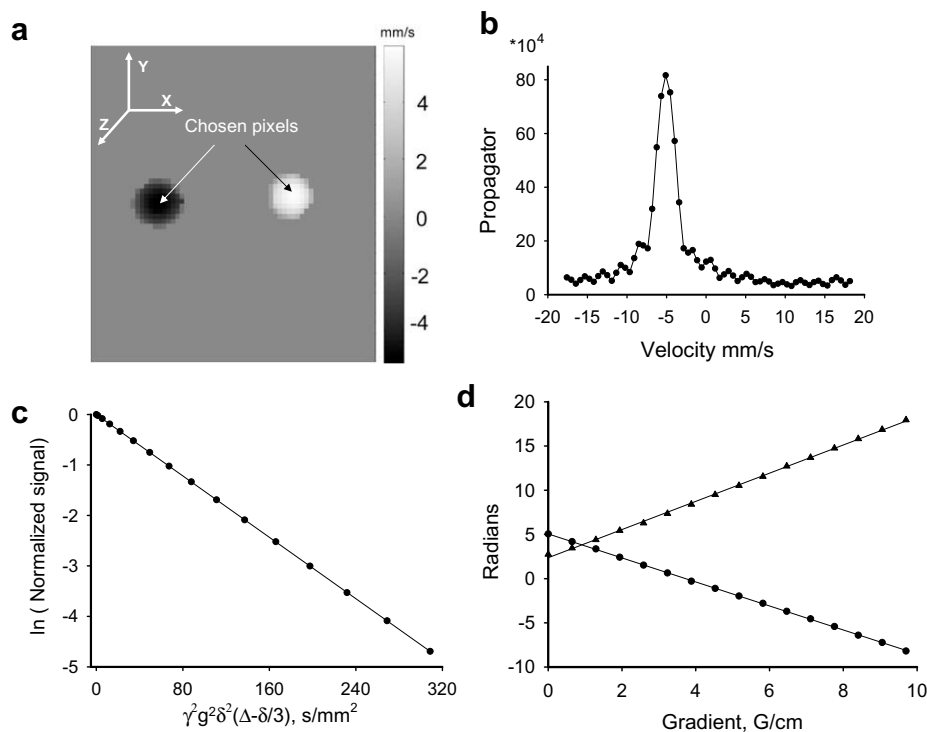 a
mm/s
Y
X
Z
Chosen pixels
4
2
0
-2
-4
b
*10⁴
80
60
40
20
0
Propagator
-20 -15 -10 -5 0 5 10 15 20
Velocity mm/s
c
0
-1
-2
-3
-4
-5
ln ( Normalized signal)
0 80 160 240 320
γ²g²δ²(Δ-δ/3), s/mm²
d
20
15
10
5
0
-5
-10
Radians
0 2 4 6 8 10
Gradient, G/cm